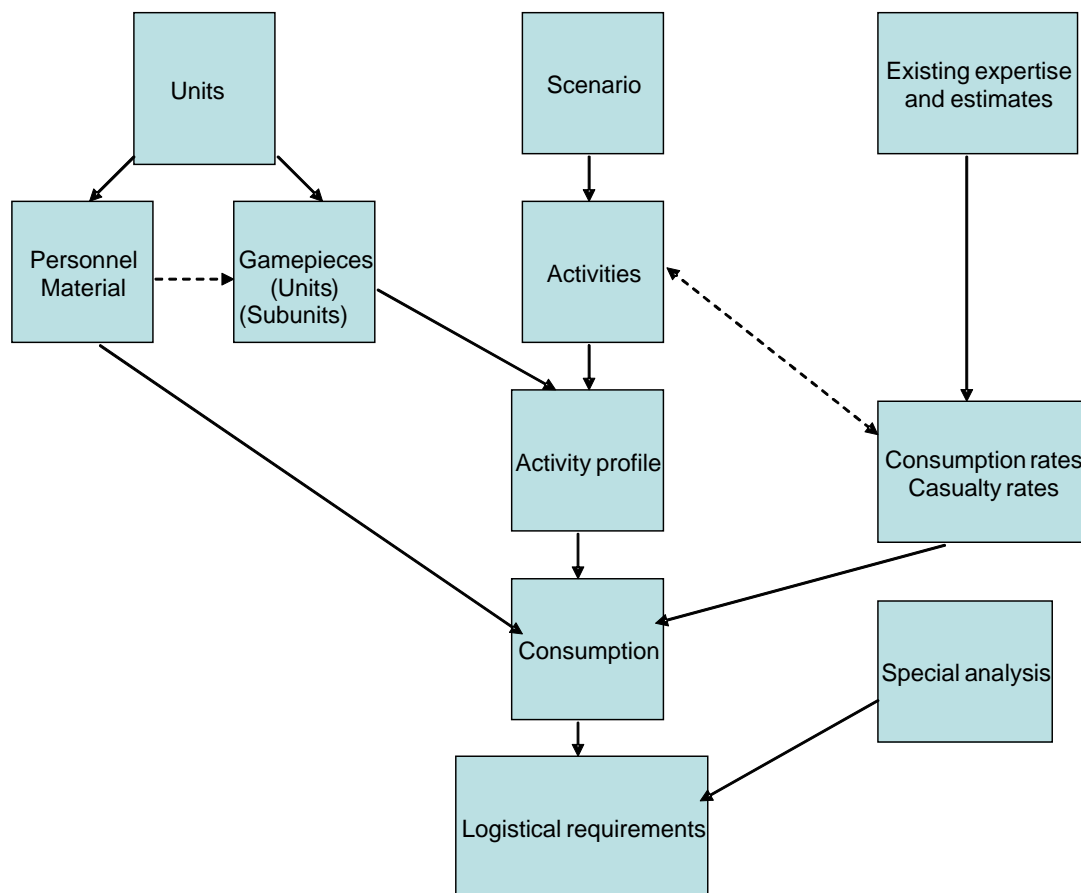 Units
Scenario
Existing expertise
and estimates
Personnel
Material
Gamepieces
(Units)
(Subunits)
Activities
Activity profile
Consumption rates
Casualty rates
Consumption
Special analysis
Logistical requirements